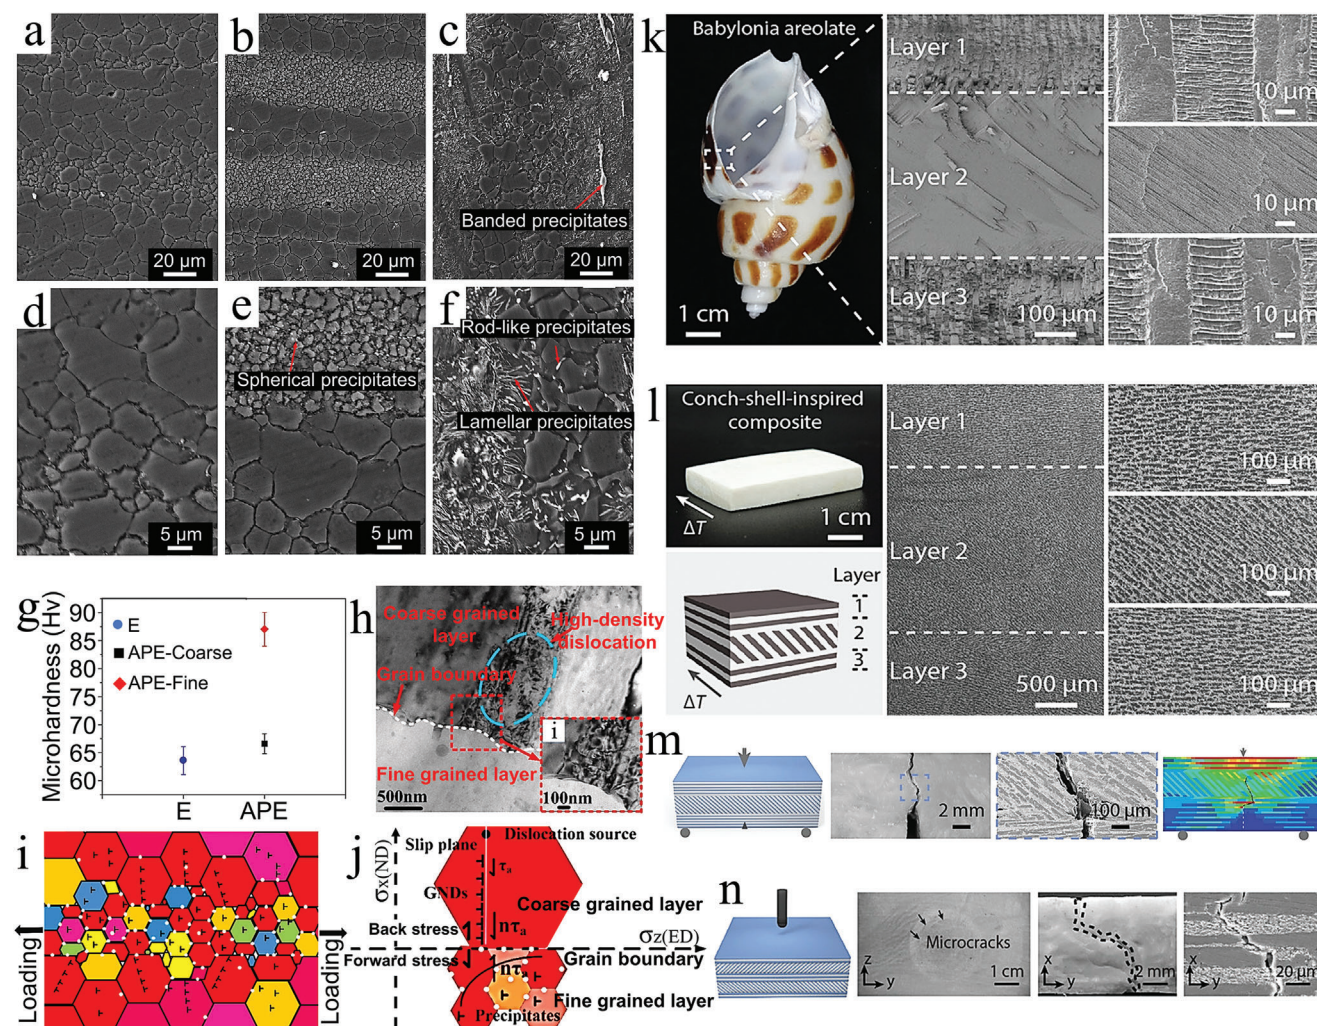 a
b
c
Banded precipitates
20 μm
20 μm
20 μm
d
e
f
Spherical precipitates
Rod-like precipitates
Lamellar precipitates
5 μm
5 μm
5 μm
g
Microhardness (Hv)
90
85
80
75
70
65
60
E
APE-Coarse
APE-Fine
E
APE
h
Coarse grained
layer
High-density
dislocation
Grain boundary
Fine grained layer
500nm
i
100nm
i
Loading
Loading
j
σx(ND)
Dislocation source
Slip plane
τa
GNDs
Coarse grained layer
nτa
Back stress
σz(ED)
Forward stress
Grain boundary
nτa
Fine grained layer
Precipitates
k
Babylonia areolate
1 cm
Layer 1
Layer 2
Layer 3
100 μm
10 μm
10 μm
10 μm
10 μm
l
Conch-shell-inspired
composite
ΔT
1 cm
Layer
1
2
3
ΔT
Layer 1
Layer 2
Layer 3
500 μm
100 μm
100 μm
100 μm
m
2 mm
100 μm
n
Microcracks
z
y
1 cm
x
y
2 mm
x
y
20 μm